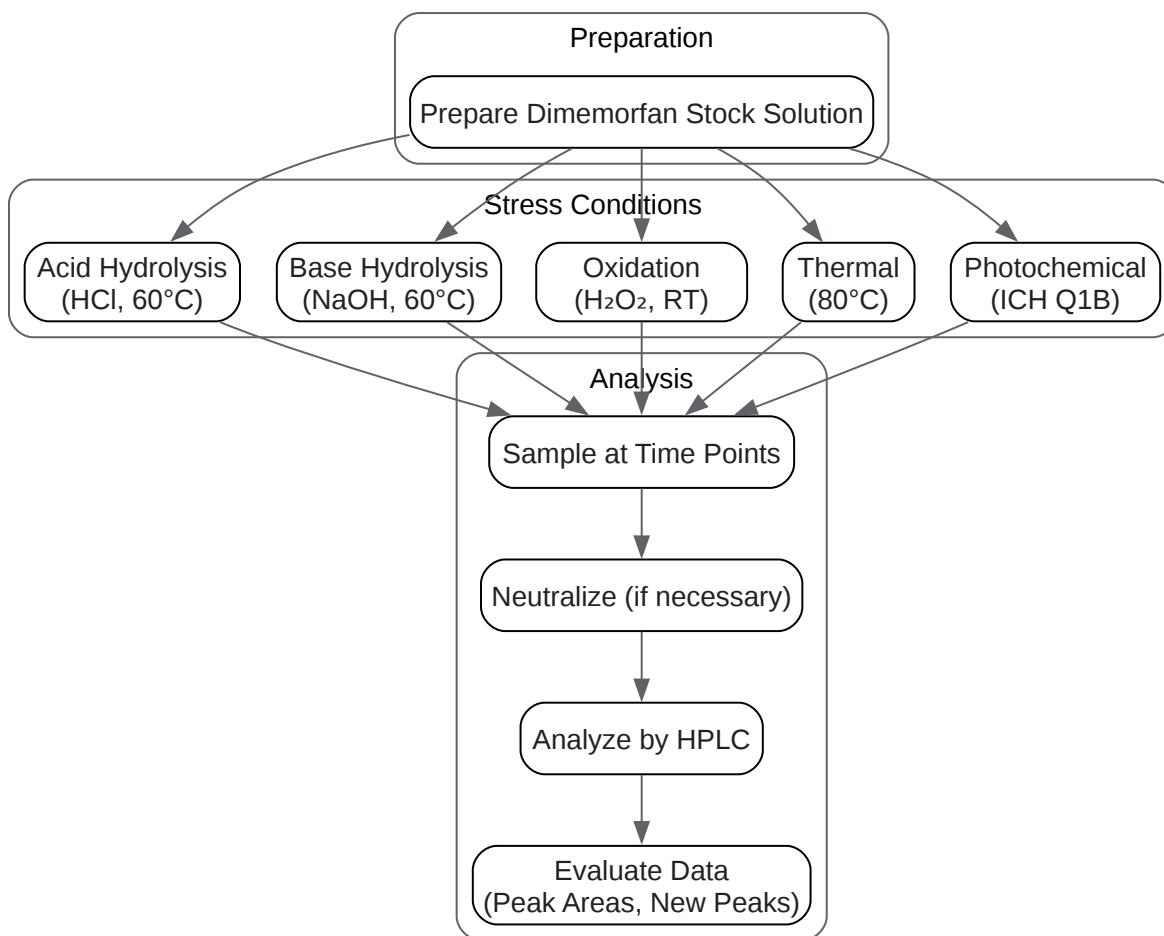 Preparation
Prepare Dimemorfan Stock Solution
Stress Conditions
Acid Hydrolysis
(HCl, 60°C)
Base Hydrolysis
(NaOH, 60°C)
Oxidation
(H₂O₂, RT)
Thermal
(80°C)
Photochemical
(ICH Q1B)
Analysis
Sample at Time Points
Neutralize (if necessary)
Analyze by HPLC
Evaluate Data
(Peak Areas, New Peaks)